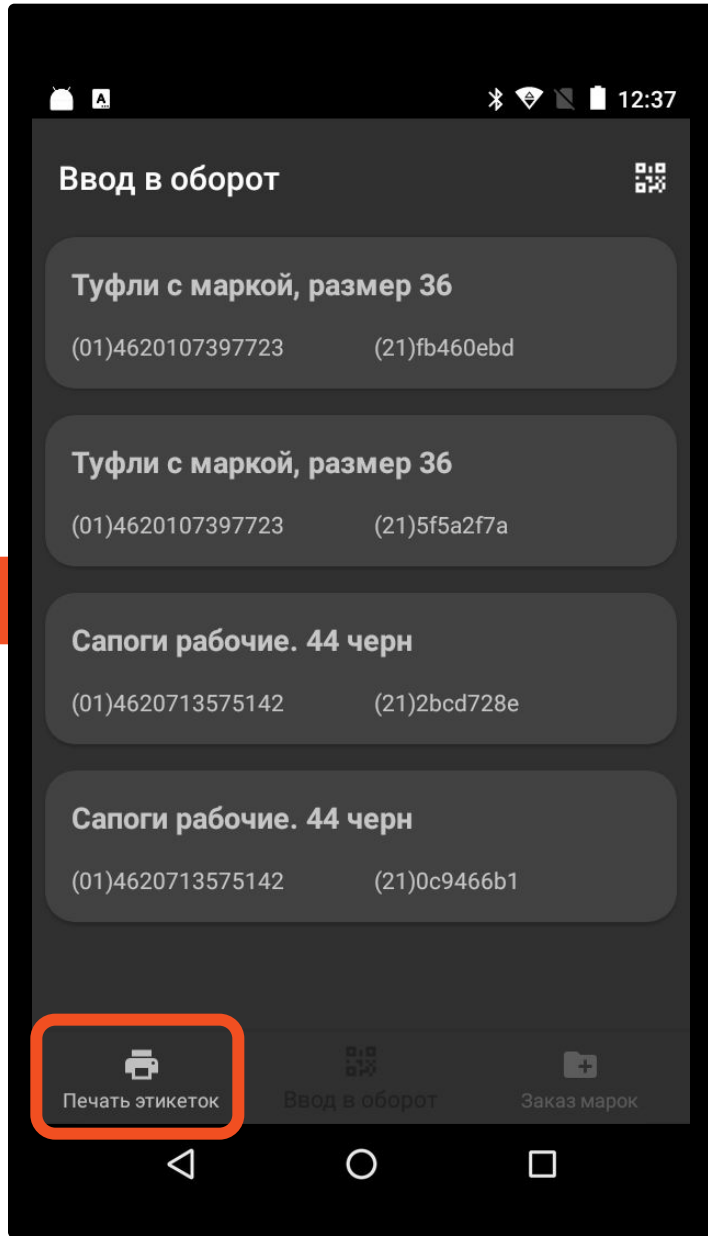 A
12:37
Ввод в оборот
Туфли с маркой, размер 36
(01)4620107397723 (21)fb460ebd
Туфли с маркой, размер 36
(01)4620107397723 (21)5f5a2f7a
Сапоги рабочие. 44 черн
(01)4620713575142 (21)2bcd728e
Сапоги рабочие. 44 черн
(01)4620713575142 (21)0c9466b1
Печать этикеток Ввод в оборот Заказ марок